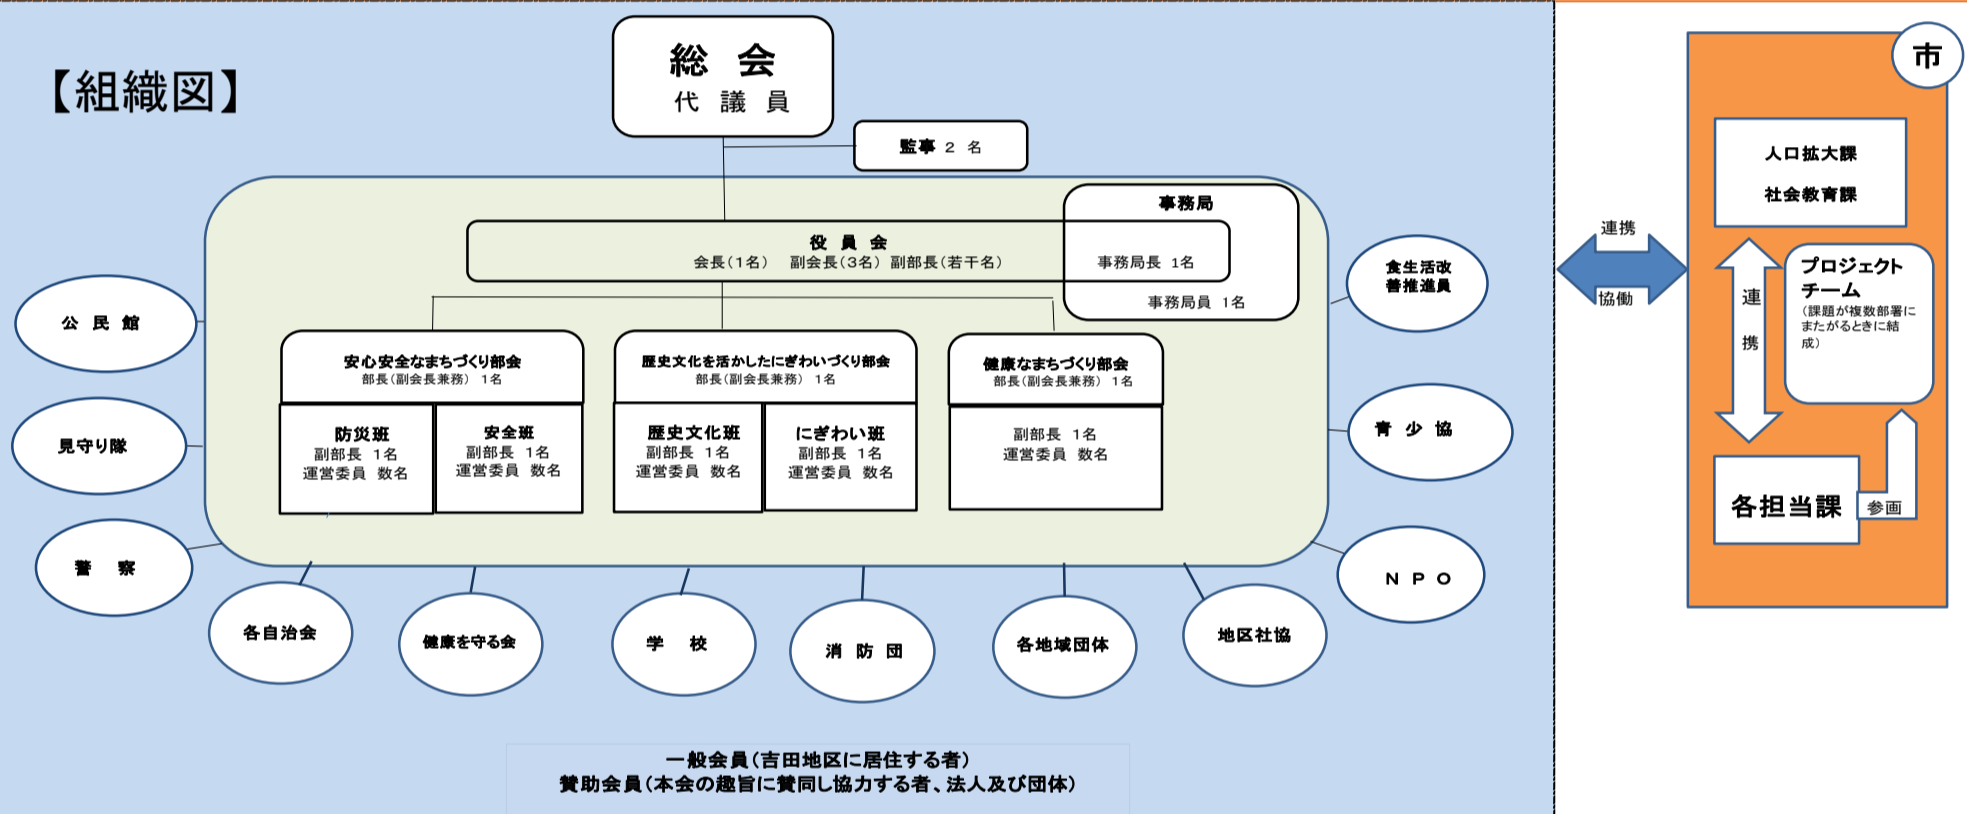 【組織図】
総　会
代　議　員
監事 ２　名
事務局
役　員　会
会長（１名）　副会長（３名） 副部長（若干名）
事務局長　１名
事務局員　１名
安心安全なまちづくり部会
部長（副会長兼務）　１名
防災班
副部長　１名
運営委員　数名
安全班
副部長　１名
運営委員　数名
歴史文化を活かしたにぎわいづくり部会
部長（副会長兼務）　１名
歴史文化班
副部長　１名
運営委員　数名
にぎわい班
副部長　１名
運営委員　数名
健康なまちづくり部会
部長（副会長兼務）　１名
副部長　１名
運営委員　数名
公　民　館
見守り隊
警　察
各自治会
健康を守る会
学　校
消　防　団
各地域団体
地区社協
Ｎ　Ｐ　Ｏ
青　少　協
食生活改
善推進員
一般会員（吉田地区に居住する者）
賛助会員（本会の趣旨に賛同し協力する者、法人及び団体）
連携
協働
市
人口拡大課
社会教育課
連
携
プロジェクト
チーム
（課題が複数部署に
またがるときに結
成）
各担当課
参画